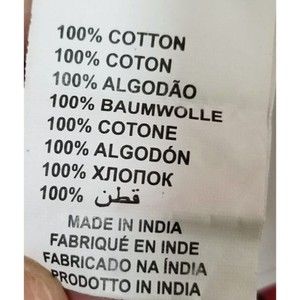 100% COTTON
100% COTON
100% ALGODÃO
100% BAUMWOLLE
100% COTONE
100% ALGODÓN
100% ХЛОПОК
100% قطن
MADE IN INDIA
FABRIQUÉ EN INDE
FABRICADO NA ÍNDIA
PRODOTTO IN INDIA